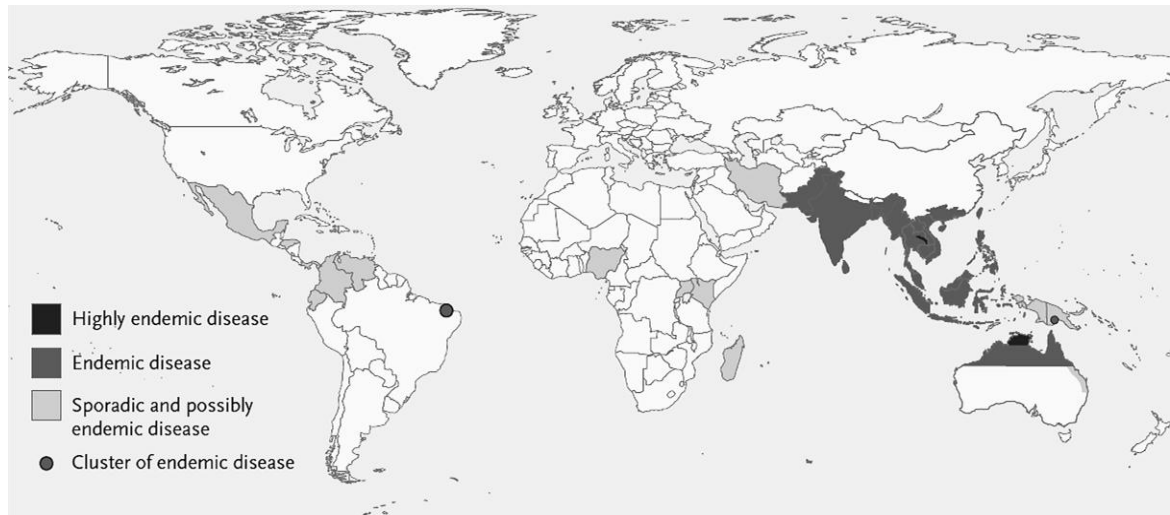 Highly endemic disease
Endemic disease
Sporadic and possibly
endemic disease
Cluster of endemic disease